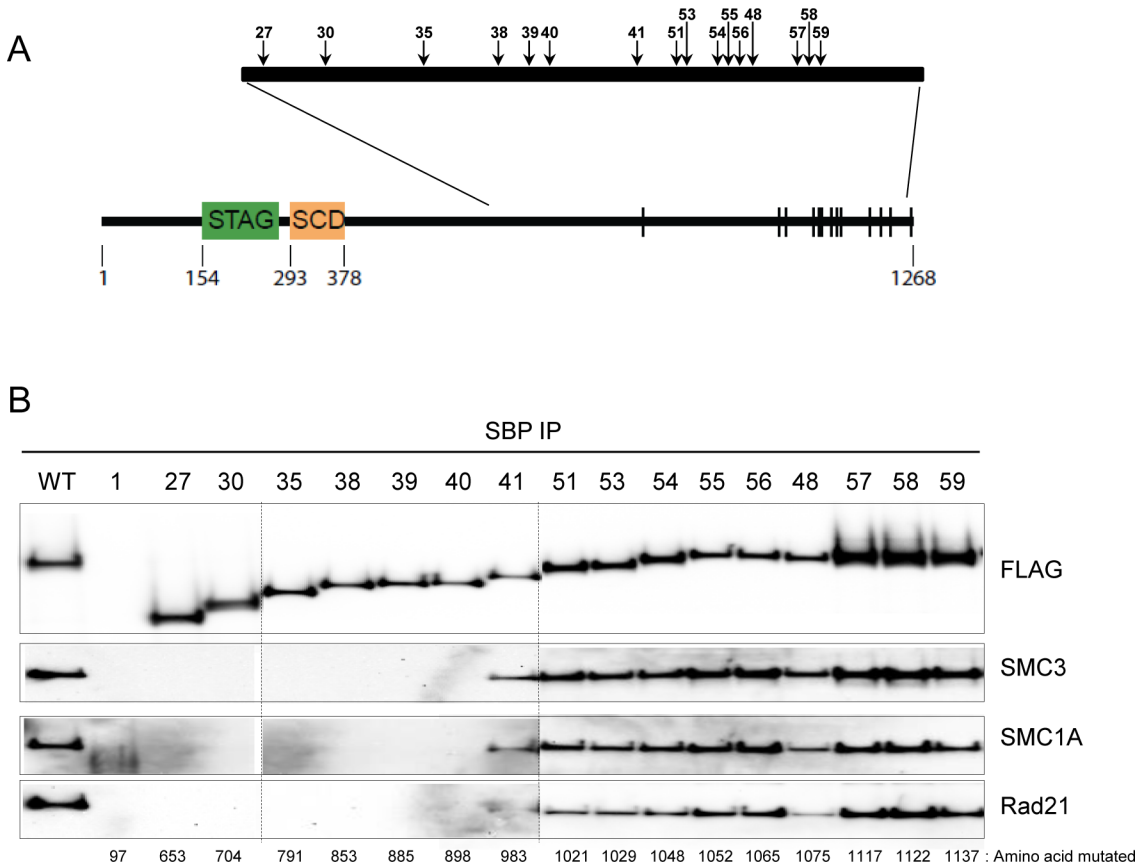 A
27 30 35 38 39 40 41 51 53 54 55 56 48 57 58 59
STAG SCD
1 154 293 378 1268
B
SBP IP
WT 1 27 30 35 38 39 40 41 51 53 54 55 56 48 57 58 59
FLAG
SMC3
SMC1A
Rad21
97 653 704 791 853 885 898 983 1021 1029 1048 1052 1065 1075 1117 1122 1137 : Amino acid mutated